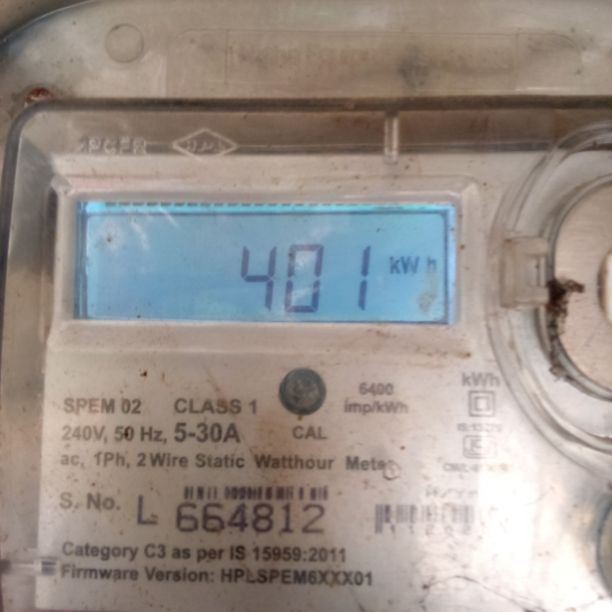 401 kWh
SPEM 02 CLASS 1 6400 imp/kWh kWh
240V, 50 Hz, 5-30A CAL
ac, 1Ph, 2 Wire Static Watthour Meter
S. No. L 664812
Category C3 as per IS 15959:2011
Firmware Version: HPLSPEM6XXX01